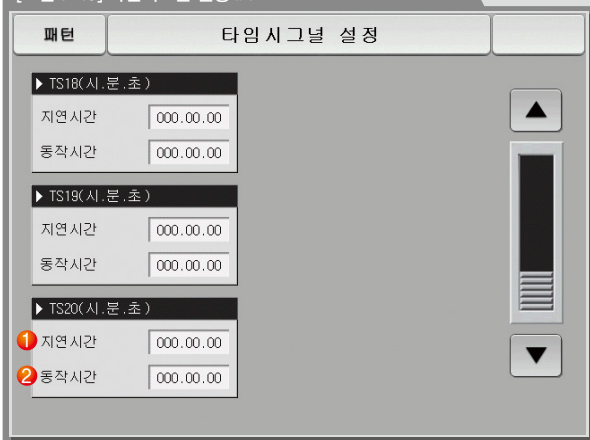 패턴
타임시그널 설정
▶ TS18(시.분.초)
지연시간 000.00.00
동작시간 000.00.00
▶ TS19(시.분.초)
지연시간 000.00.00
동작시간 000.00.00
▶ TS20(시.분.초)
1 지연시간 000.00.00
2 동작시간 000.00.00